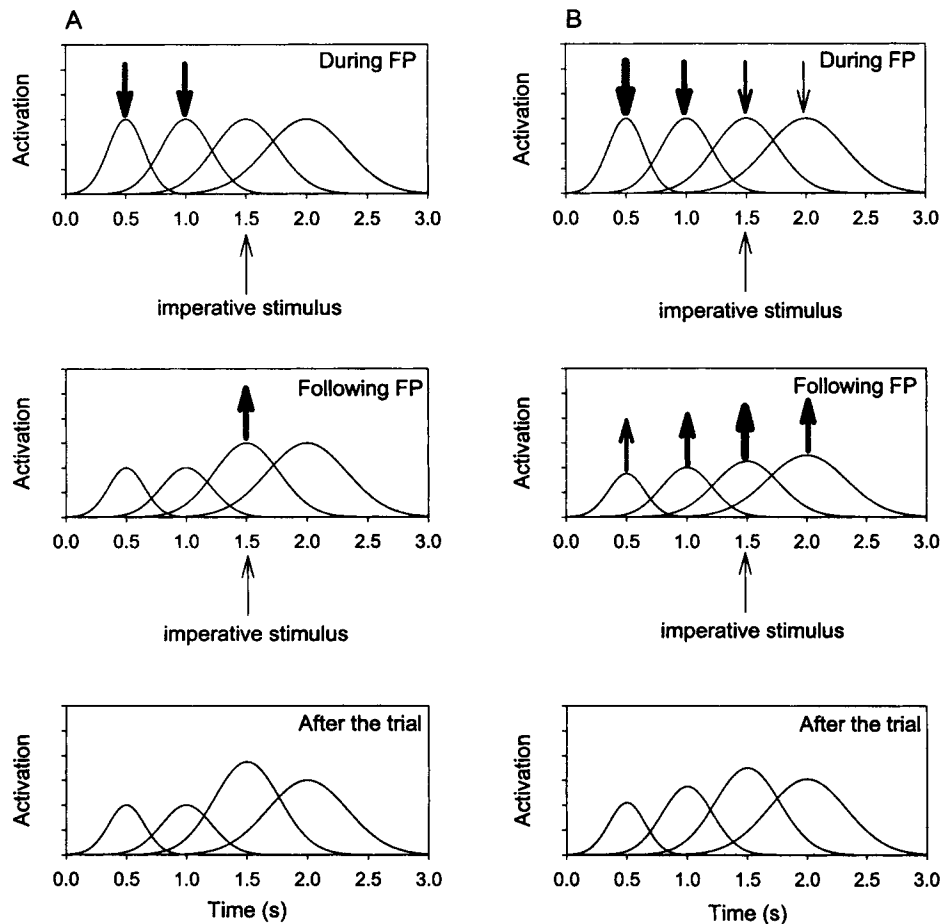 A
B
During FP
During FP
Activation
Activation
0.0 0.5 1.0 1.5 2.0 2.5 3.0
0.0 0.5 1.0 1.5 2.0 2.5 3.0
imperative stimulus
imperative stimulus
Following FP
Following FP
Activation
Activation
0.0 0.5 1.0 1.5 2.0 2.5 3.0
0.0 0.5 1.0 1.5 2.0 2.5 3.0
imperative stimulus
imperative stimulus
After the trial
After the trial
Activation
Activation
0.0 0.5 1.0 1.5 2.0 2.5 3.0
0.0 0.5 1.0 1.5 2.0 2.5 3.0
Time (s)
Time (s)